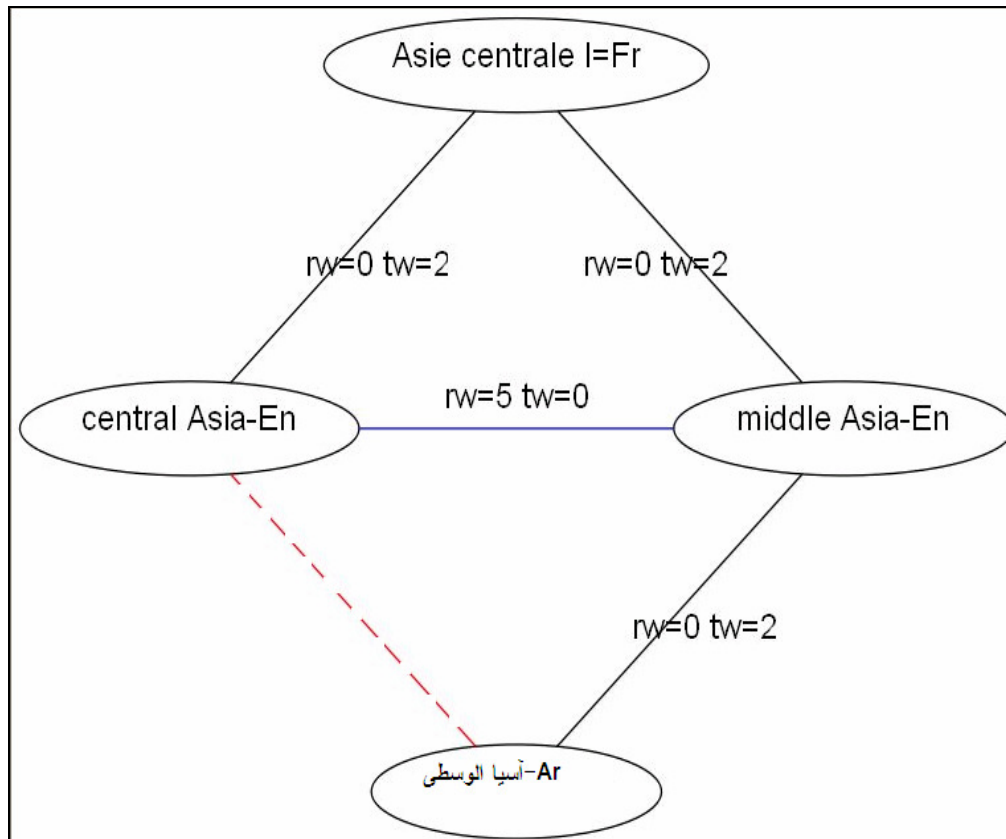 Asie centrale l=Fr
rw=0 tw=2
rw=0 tw=2
central Asia-En
rw=5 tw=0
middle Asia-En
rw=0 tw=2
آسيا الوسطى-Ar